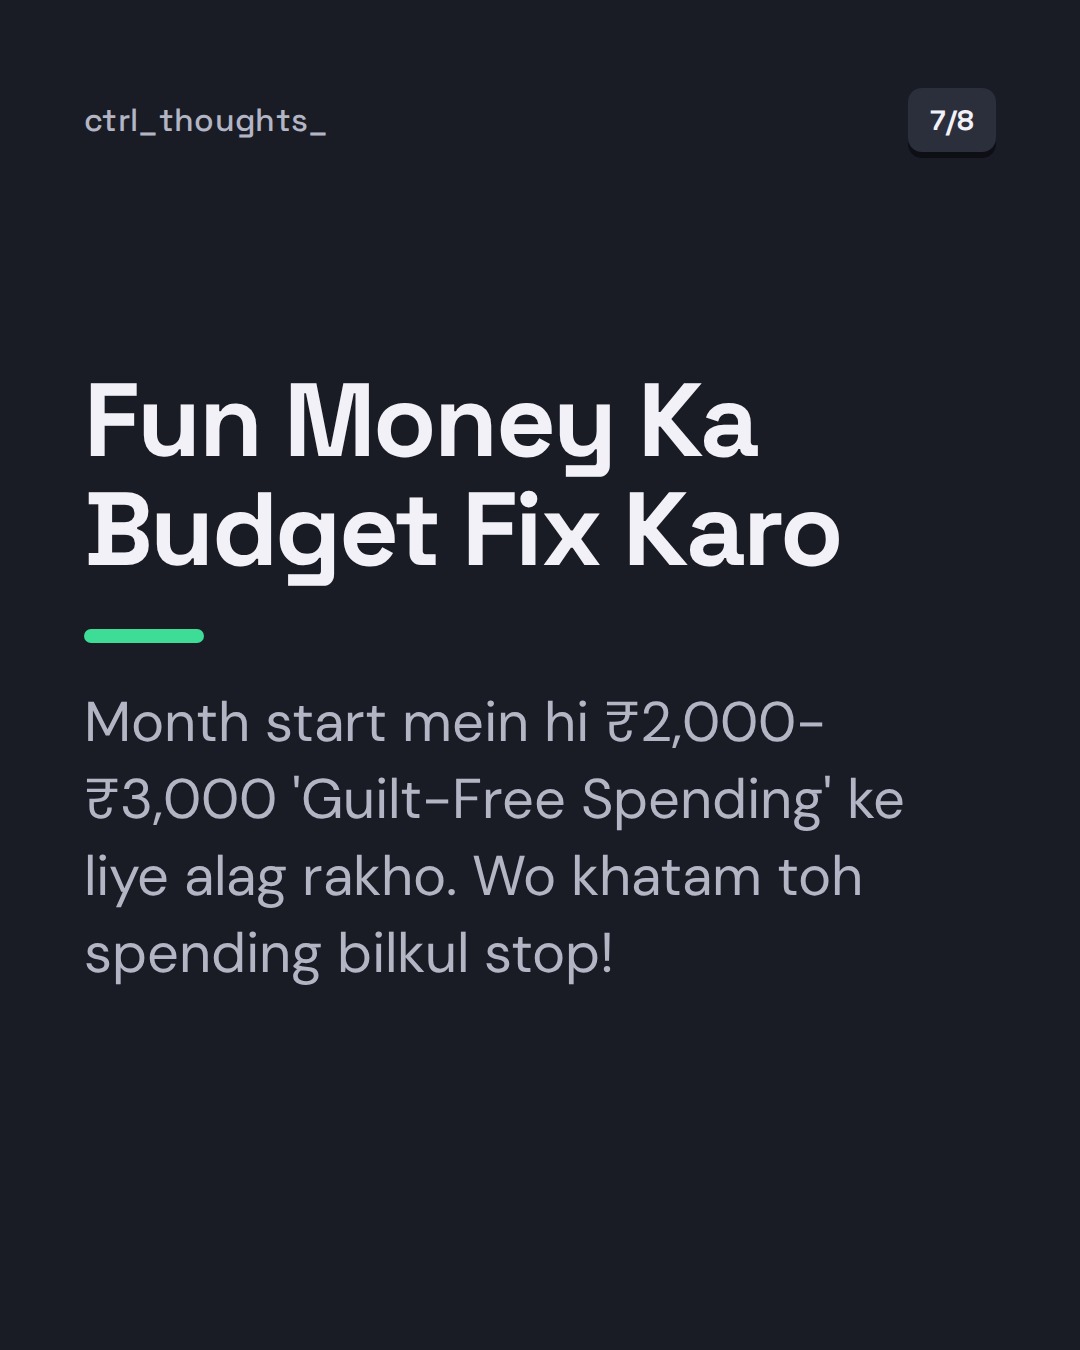 ctrl_thoughts_
7/8
Fun Money Ka
Budget Fix Karo
Month start mein hi ₹2,000-
₹3,000 'Guilt-Free Spending' ke
liye alag rakho. Wo khatam toh
spending bilkul stop!